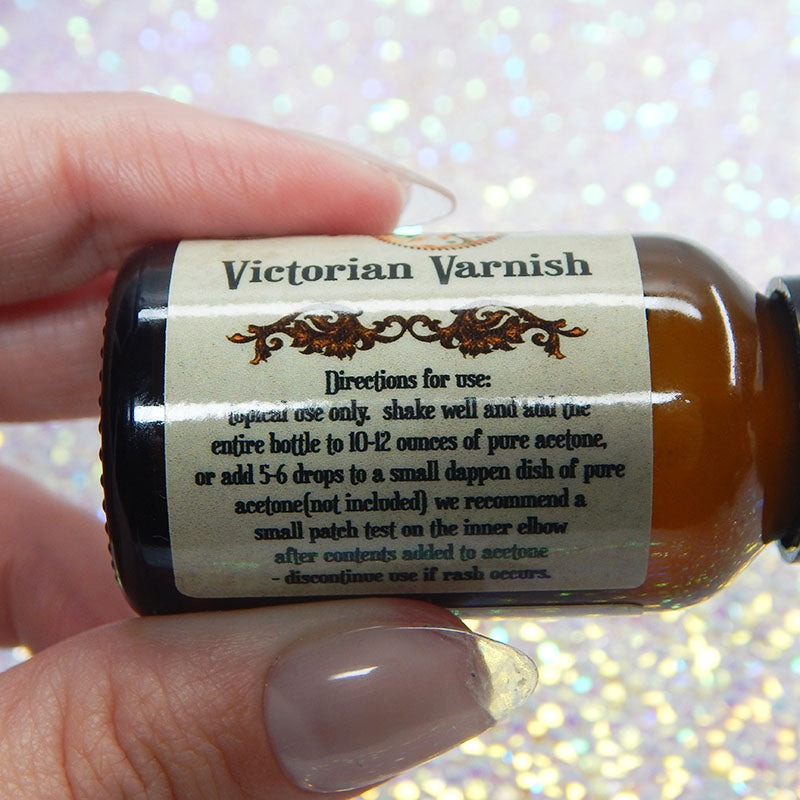 Victorian Varnish
Directions for use:
topical use only. shake well and add the
entire bottle to 10-12 ounces of pure acetone,
or add 5-6 drops to a small dappen dish of pure
acetone(not included) we recommend a
small patch test on the inner elbow
after contents added to acetone
- discontinue use if rash occurs.